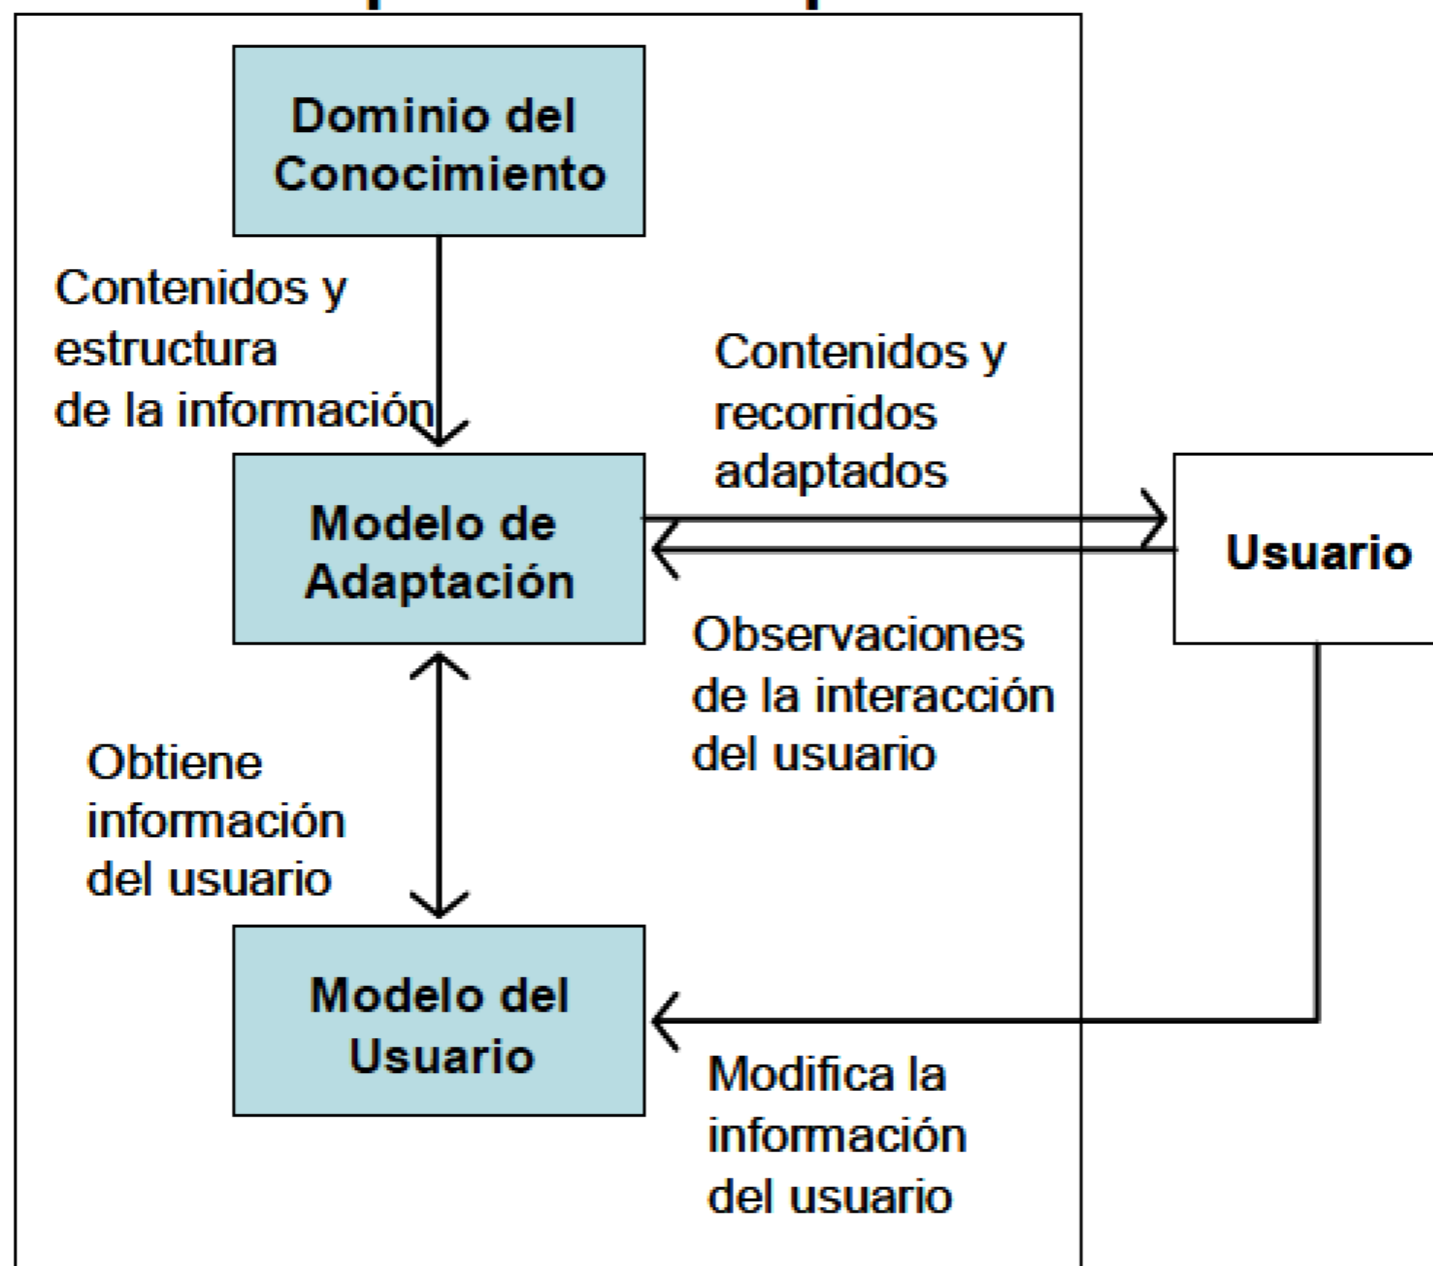 Dominio del
Conocimiento
Contenidos y
estructura
de la información
Contenidos y
recorridos
adaptados
Modelo de
Adaptación
Usuario
Observaciones
de la interacción
del usuario
Obtiene
información
del usuario
Modelo del
Usuario
Modifica la
información
del usuario